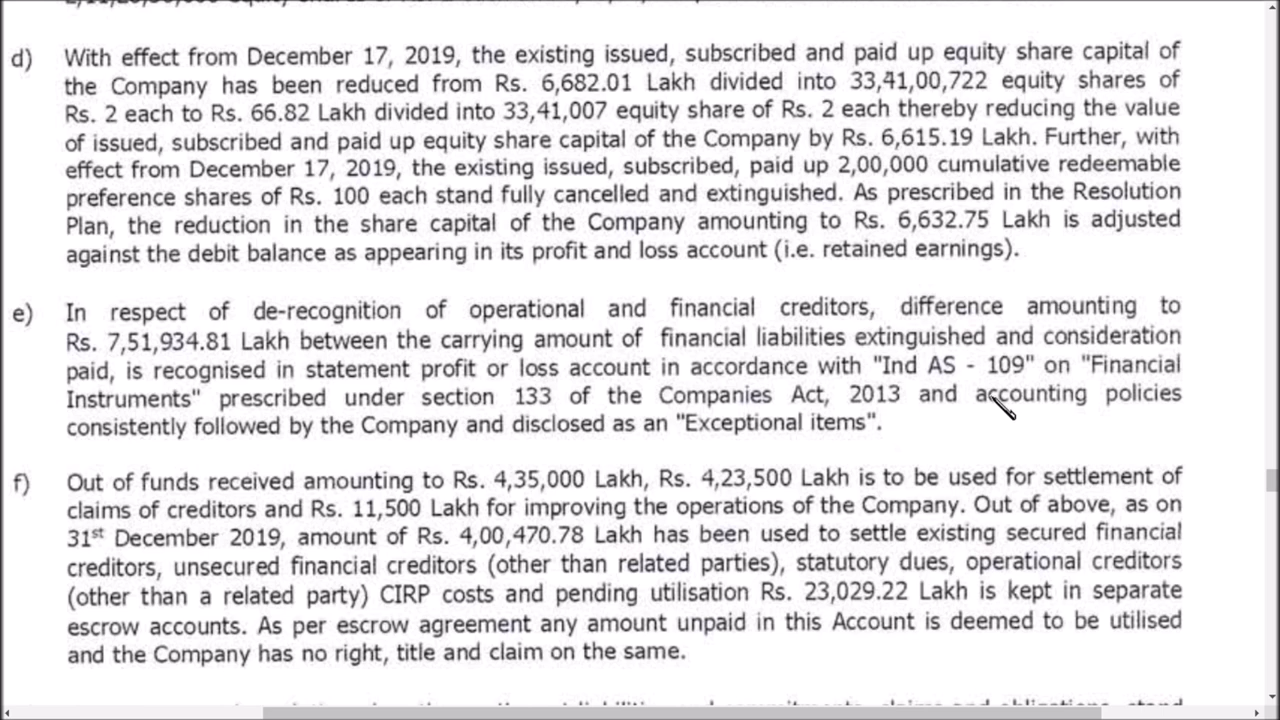 d) With effect from December 17, 2019, the existing issued, subscribed and paid up equity share capital of
the Company has been reduced from Rs. 6,682.01 Lakh divided into 33,41,00,722 equity shares of
Rs. 2 each to Rs. 66.82 Lakh divided into 33,41,007 equity share of Rs. 2 each thereby reducing the value
of issued, subscribed and paid up equity share capital of the Company by Rs. 6,615.19 Lakh. Further, with
effect from December 17, 2019, the existing issued, subscribed, paid up 2,00,000 cumulative redeemable
preference shares of Rs. 100 each stand fully cancelled and extinguished. As prescribed in the Resolution
Plan, the reduction in the share capital of the Company amounting to Rs. 6,632.75 Lakh is adjusted
against the debit balance as appearing in its profit and loss account (i.e. retained earnings).
e) In respect of de-recognition of operational and financial creditors, difference amounting to
Rs. 7,51,934.81 Lakh between the carrying amount of financial liabilities extinguished and consideration
paid, is recognised in statement profit or loss account in accordance with "Ind AS - 109" on "Financial
Instruments" prescribed under section 133 of the Companies Act, 2013 and accounting policies
consistently followed by the Company and disclosed as an "Exceptional items".
f) Out of funds received amounting to Rs. 4,35,000 Lakh, Rs. 4,23,500 Lakh is to be used for settlement of
claims of creditors and Rs. 11,500 Lakh for improving the operations of the Company. Out of above, as on
31st December 2019, amount of Rs. 4,00,470.78 Lakh has been used to settle existing secured financial
creditors, unsecured financial creditors (other than related parties), statutory dues, operational creditors
(other than a related party) CIRP costs and pending utilisation Rs. 23,029.22 Lakh is kept in separate
escrow accounts. As per escrow agreement any amount unpaid in this Account is deemed to be utilised
and the Company has no right, title and claim on the same.